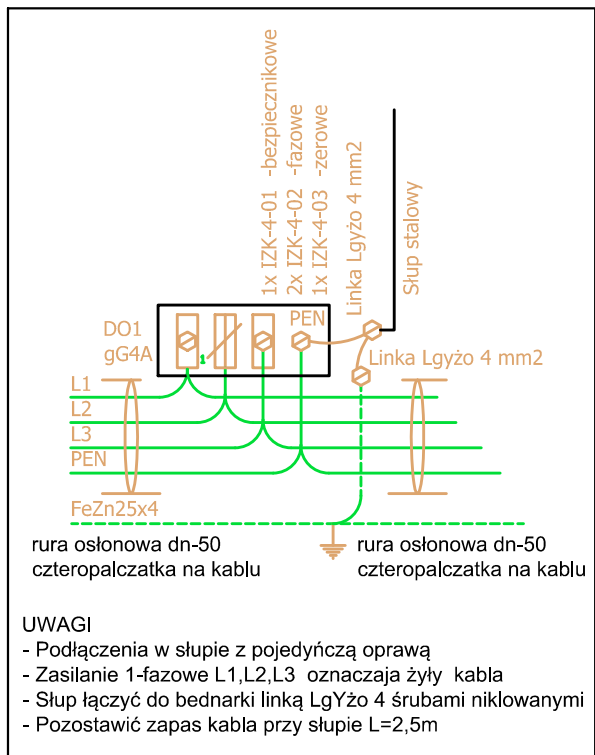 1x IZK-4-01 -bezpiecznikowe
2x IZK-4-02 -fazowe
1x IZK-4-03 -zerowe
Linka Lgyżo 4 mm2
Słup stalowy
DO1
gG4A
1
PEN
Linka Lgyżo 4 mm2
L1
L2
L3
PEN
FeZn25x4
rura osłonowa dn-50
czteropalczatka na kablu
rura osłonowa dn-50
czteropalczatka na kablu
UWAGI
- Podłączenia w słupie z pojedyńczą oprawą
- Zasilanie 1-fazowe L1,L2,L3 oznaczaja żyły kabla
- Słup łączyć do bednarki linką LgYżo 4 śrubami niklowanymi
- Pozostawić zapas kabla przy słupie L=2,5m